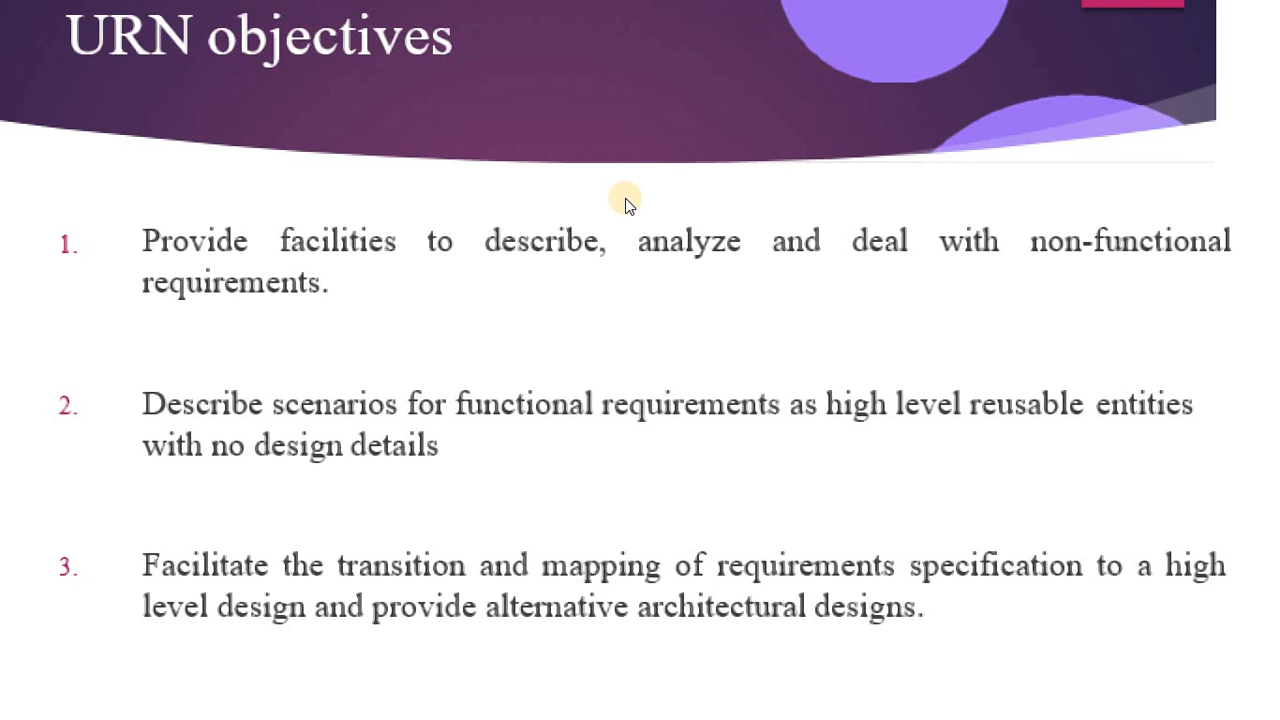 URN objectives
1. Provide facilities to describe, analyze and deal with non-functional
requirements.
2. Describe scenarios for functional requirements as high level reusable entities
with no design details
3. Facilitate the transition and mapping of requirements specification to a high
level design and provide alternative architectural designs.